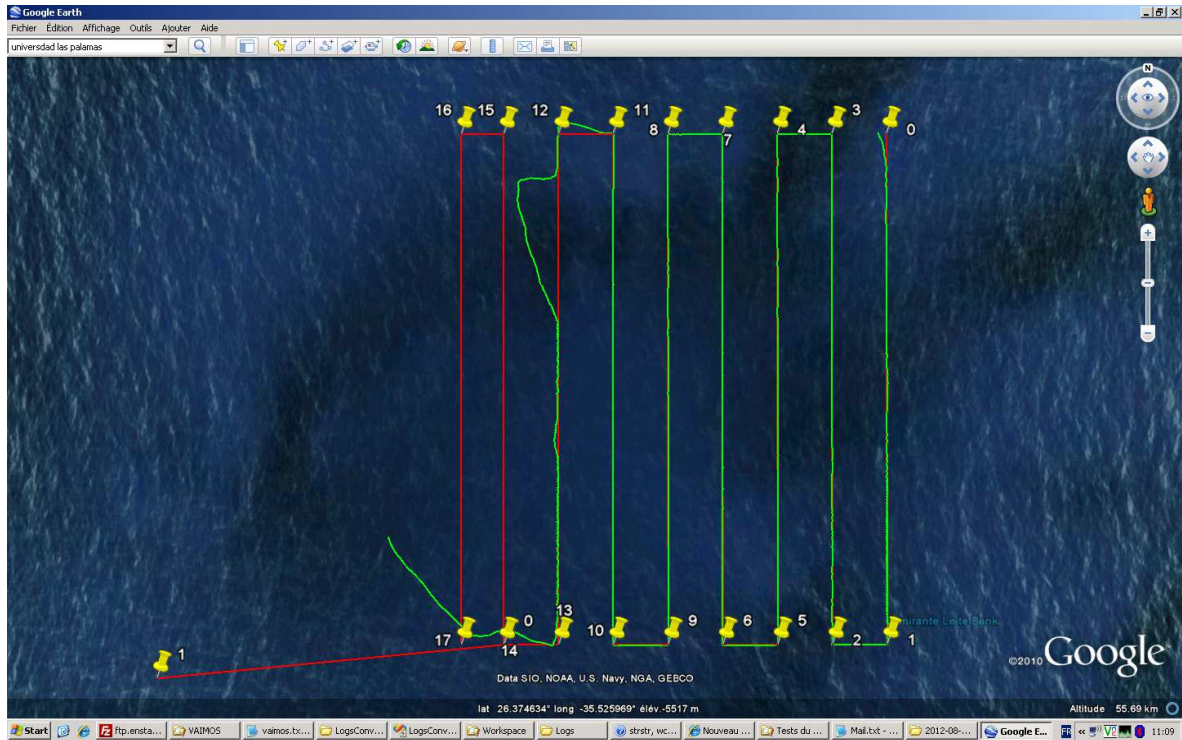 Google Earth
Fichier Édition Affichage Outils Ajouter Aide
universdad las palamas
N
16 15 12 11 8 7 4 3 0
13
17 0 14 10 9 6 5 2 1
1
Data SIO, NOAA, U.S. Navy, NGA, GEBCO
©2010 Google
lat 26.374634° long -35.525969° élév.-5517 m
Altitude 55.69 km
Start ftp.ensta... VAIMOS vaimos.tx... LogsConv... LogsConv... Workspace Logs strstr, wc... Nouveau ... Tests du ... Mail.txt - ... 2012-08-... Google E... FR 11:09